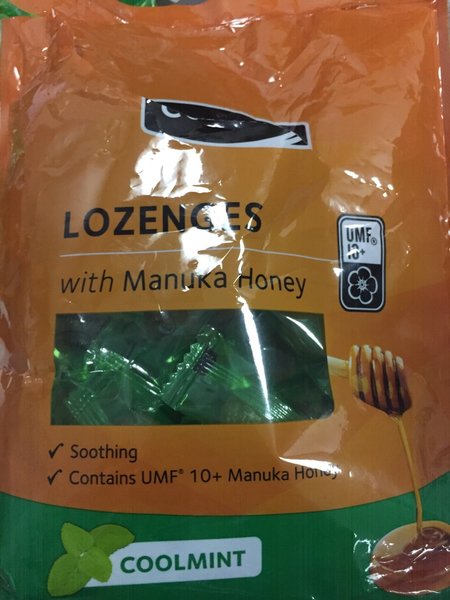 LOZENGES
with Manuka Honey
UMF®
10+
✓ Soothing
✓ Contains UMF® 10+ Manuka Honey
COOLMINT